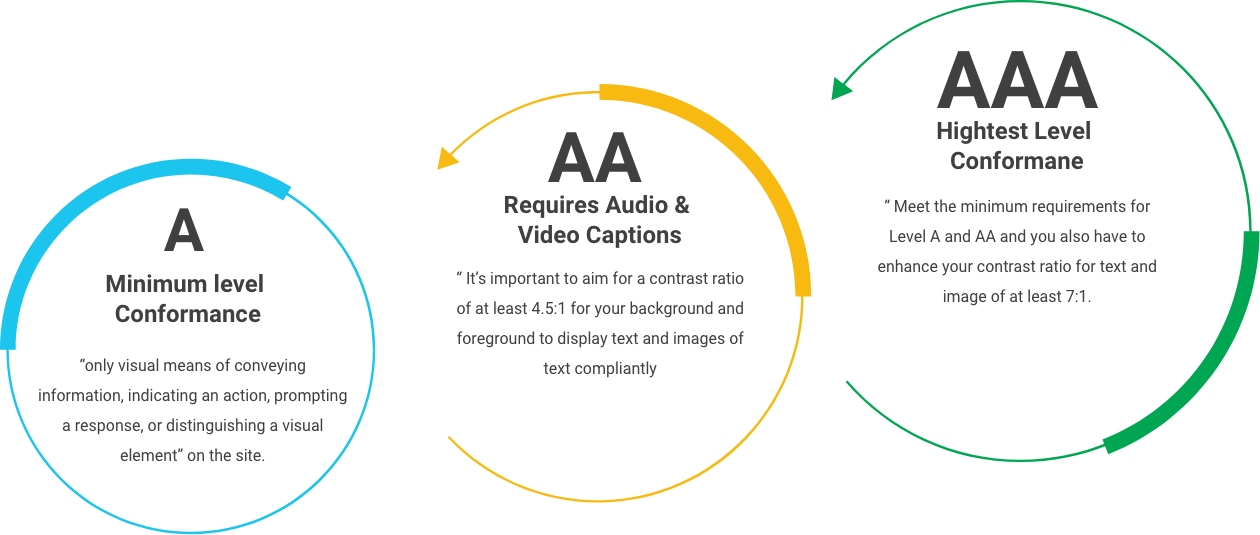 A
Minimum level
Conformance
“only visual means of conveying
information, indicating an action, prompting
a response, or distinguishing a visual
element” on the site.
AA
Requires Audio &
Video Captions
“ It’s important to aim for a contrast ratio
of at least 4.5:1 for your background and
foreground to display text and images of
text compliantly
AAA
Hightest Level
Conformane
“ Meet the minimum requirements for
Level A and AA and you also have to
enhance your contrast ratio for text and
image of at least 7:1.